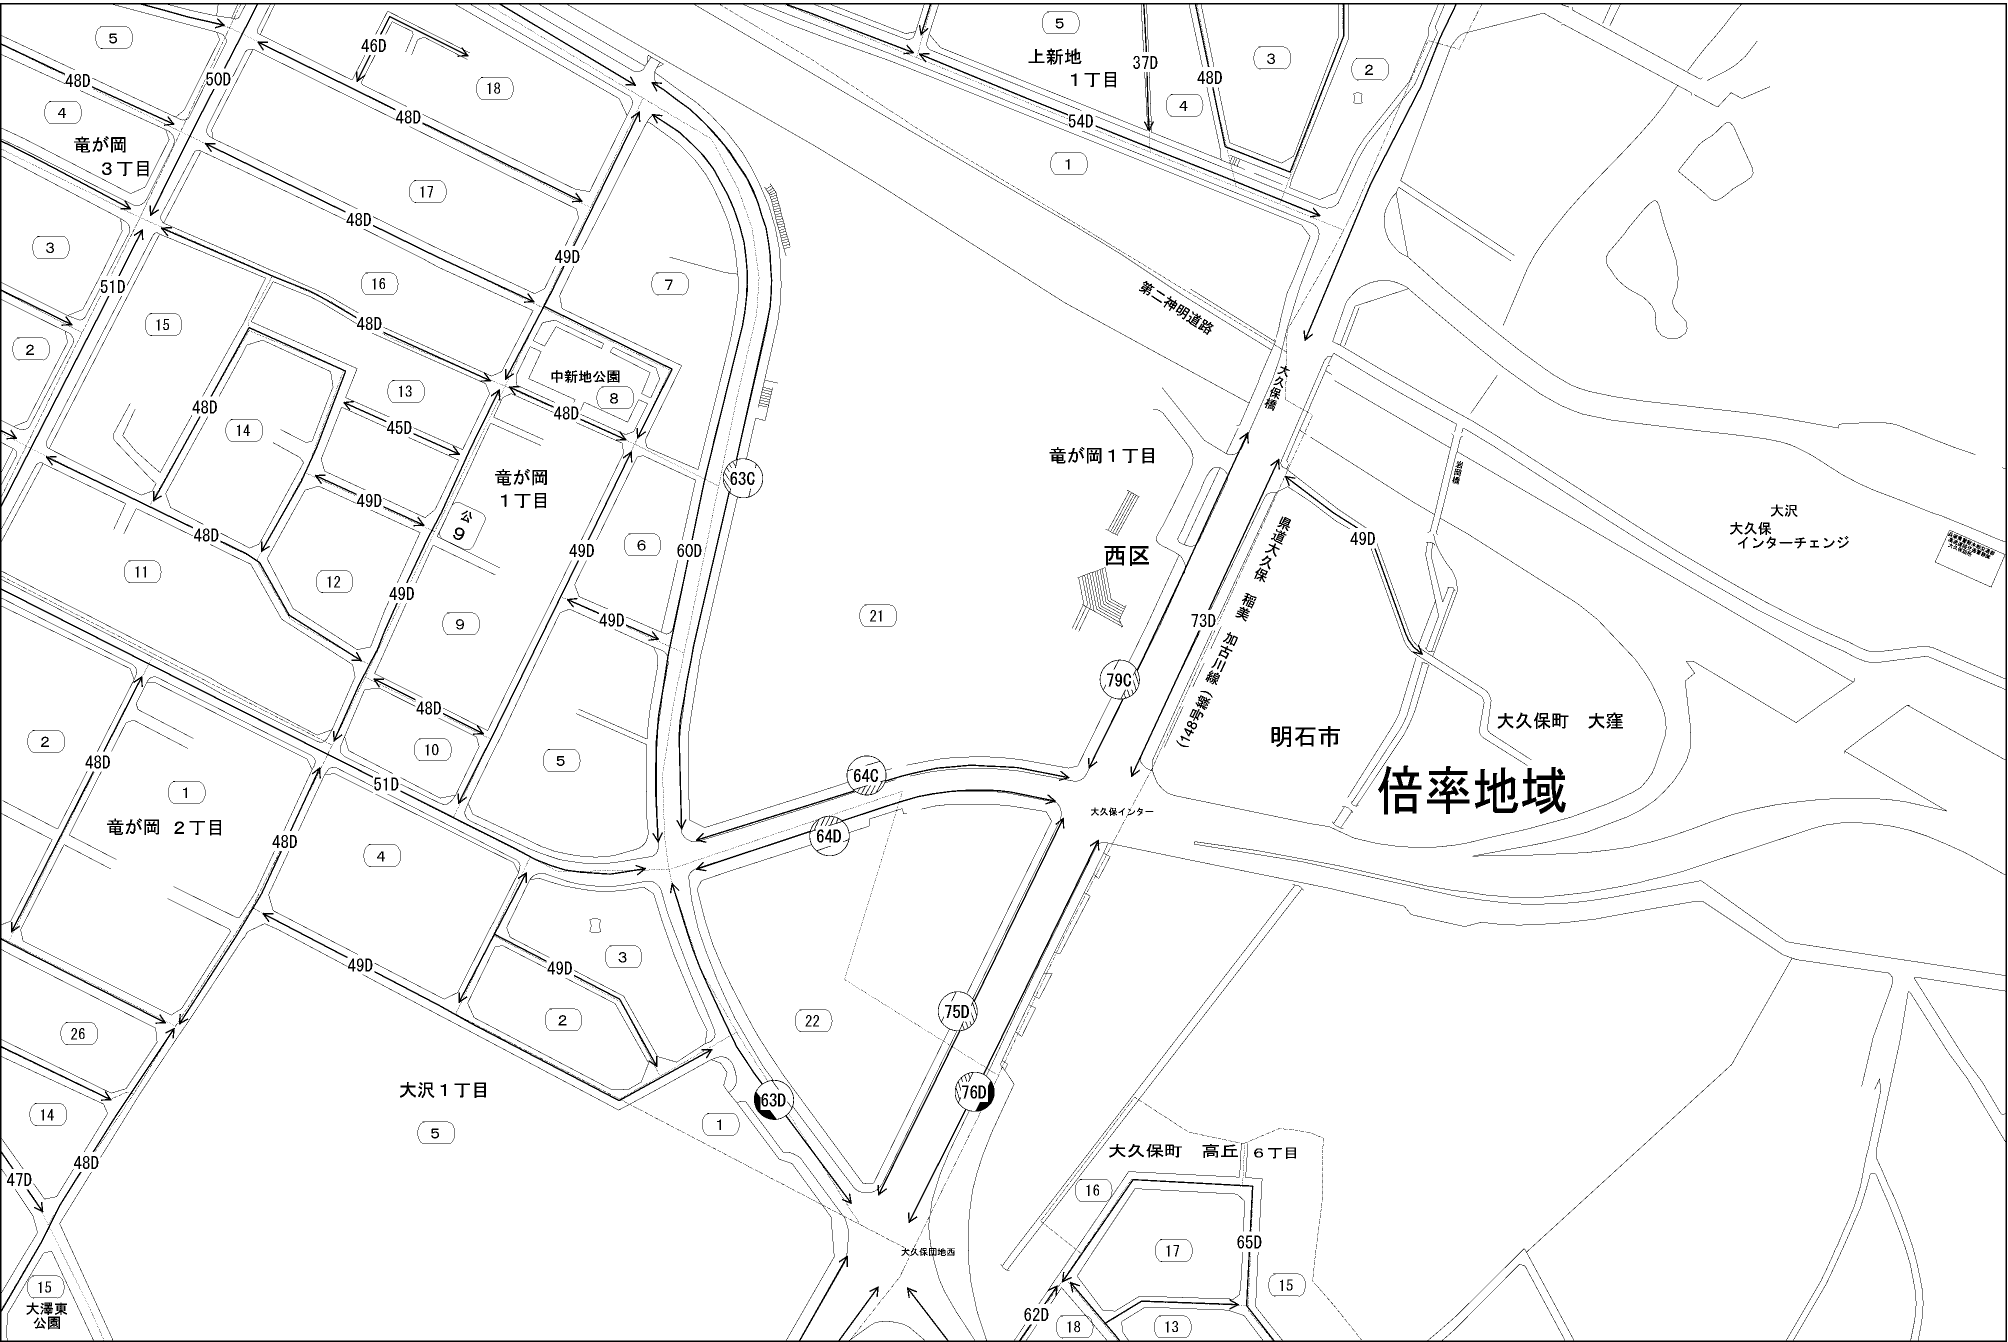 5
46D
18
50D
48D
4
48D
竜が岡
3丁目
17
48D
49D
3
51D
16
7
15
48D
2
中新地公園
8
13
48D
48D
45D
14
竜が岡
1丁目
49D
公
9
48D
63C
49D
6
60D
11
12
49D
9
49D
21
48D
10
5
2
48D
1
竜が岡 2丁目
51D
48D
4
64C
64D
3
49D
49D
2
22
26
大沢1丁目
5
63D
1
14
48D
47D
15
大澤東
公園
5
上新地
1丁目
37D
48D
3
2
4
54D
1
第二神明道路
大久保橋
岩岡橋
竜が岡1丁目
西区
県道大久保 稲美 加古川線
(148号線)
49D
73D
79C
大沢
大久保
インターチェンジ
明石市
大久保町 大窪
倍率地域
大久保インター
75D
76D
大久保団地西
大久保町 高丘 6丁目
16
17
65D
15
62D
18
13